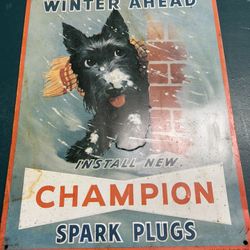 WINTER AHEAD
INSTALL NEW
CHAMPION
SPARK PLUGS